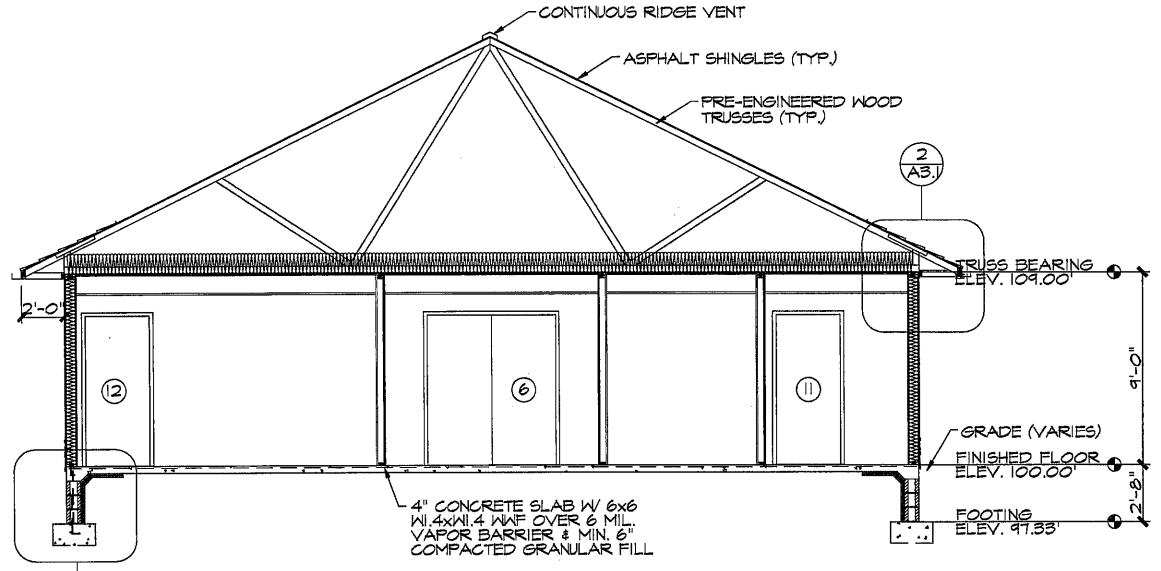 CONTINUOUS RIDGE VENT
ASPHALT SHINGLES (TYP.)
PRE-ENGINEERED WOOD
TRUSSES (TYP.)
2
A3.1
TRUSS BEARING
ELEV. 109.00'
2'-0"
9'-0"
12
6
11
GRADE (VARIES)
FINISHED FLOOR
ELEV. 100.00'
2'-8"
4" CONCRETE SLAB W/ 6x6
W1.4xW1.4 WWF OVER 6 MIL.
VAPOR BARRIER & MIN. 6"
COMPACTED GRANULAR FILL
FOOTING
ELEV. 97.33'